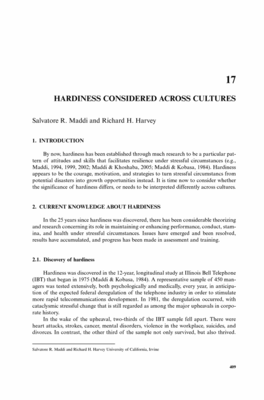 17
HARDINESS CONSIDERED ACROSS CULTURES
Salvatore R. Maddi and Richard H. Harvey
1. INTRODUCTION
By now, hardiness has been established through much research to be a particular pat-
tern of attitudes and skills that facilitates resilience under stressful circumstances (e.g.,
Maddi, 1994, 1999, 2002; Maddi & Khoshaba, 2005; Maddi & Kobasa, 1984). Hardiness
appears to be the courage, motivation, and strategies to turn stressful circumstances from
potential disasters into growth opportunities instead. It is time now to consider whether
the significance of hardiness differs, or needs to be interpreted differently across cultures.
2. CURRENT KNOWLEDGE ABOUT HARDINESS
In the 25 years since hardiness was discovered, there has been considerable theorizing
and research concerning its role in maintaining or enhancing performance, conduct, stam-
ina, and health under stressful circumstances. Issues have emerged and been resolved,
results have accumulated, and progress has been made in assessment and training.
2.1. Discovery of hardiness
Hardiness was discovered in the 12-year, longitudinal study at Illinois Bell Telephone
(IBT) that began in 1975 (Maddi & Kobasa, 1984). A representative sample of 450 man-
agers was tested extensively, both psychologically and medically, every year, in anticipa-
tion of the expected federal deregulation of the telephone industry in order to stimulate
more rapid telecommunications development. In 1981, the deregulation occurred, with
cataclysmic stressful change that is still regarded as among the major upheavals in corpo-
rate history.
In the wake of the upheaval, two-thirds of the IBT sample fell apart. There were
heart attacks, strokes, cancer, mental disorders, violence in the workplace, suicides, and
divorces. In contrast, the other third of the sample not only survived, but also thrived.
Salvatore R. Maddi and Richard H. Harvey University of California, Irvine
409